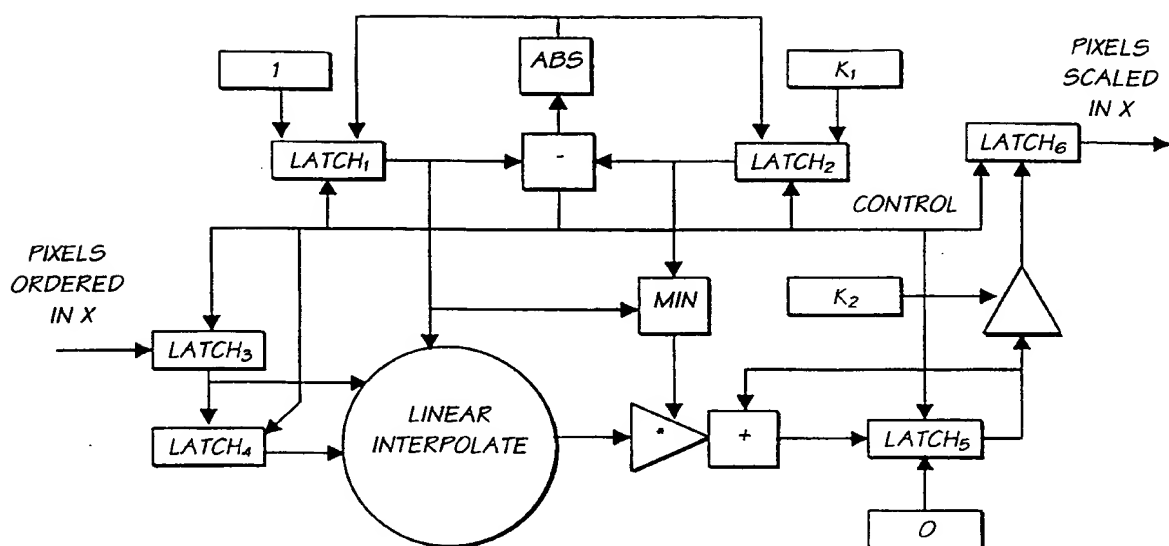 ABS
1
K₁
PIXELS
SCALED
IN X
LATCH₁
-
LATCH₂
LATCH₆
CONTROL
PIXELS
ORDERED
IN X
MIN
K₂
LATCH₃
LINEAR
INTERPOLATE
*
+
LATCH₅
LATCH₄
0